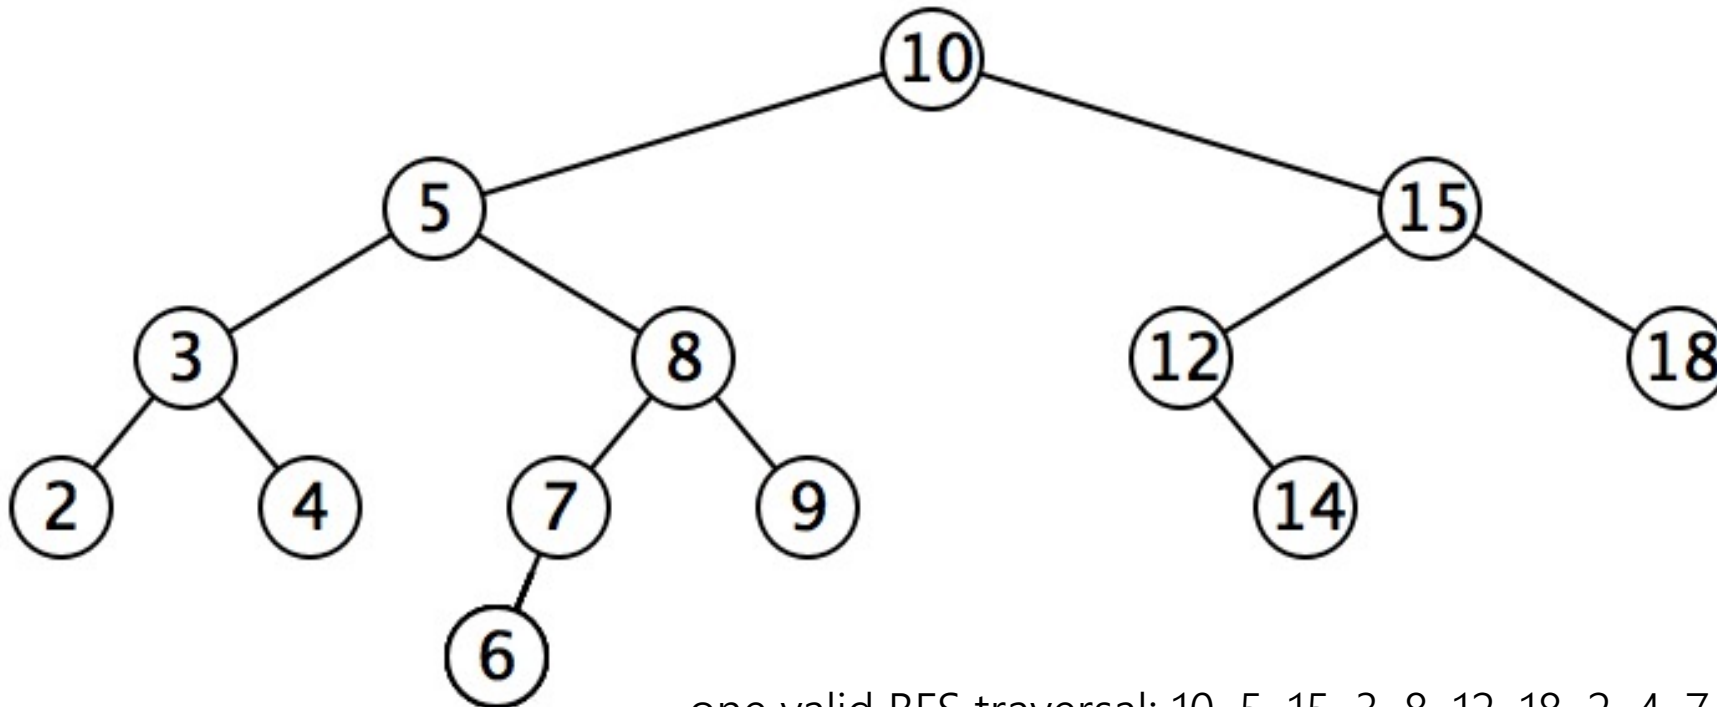 10
5 15
3 8 12 18
2 4 7 9 14
6
one valid BFS traversal: 10, 5, 15, 3, 8, 12, 18, 2, 4, 7